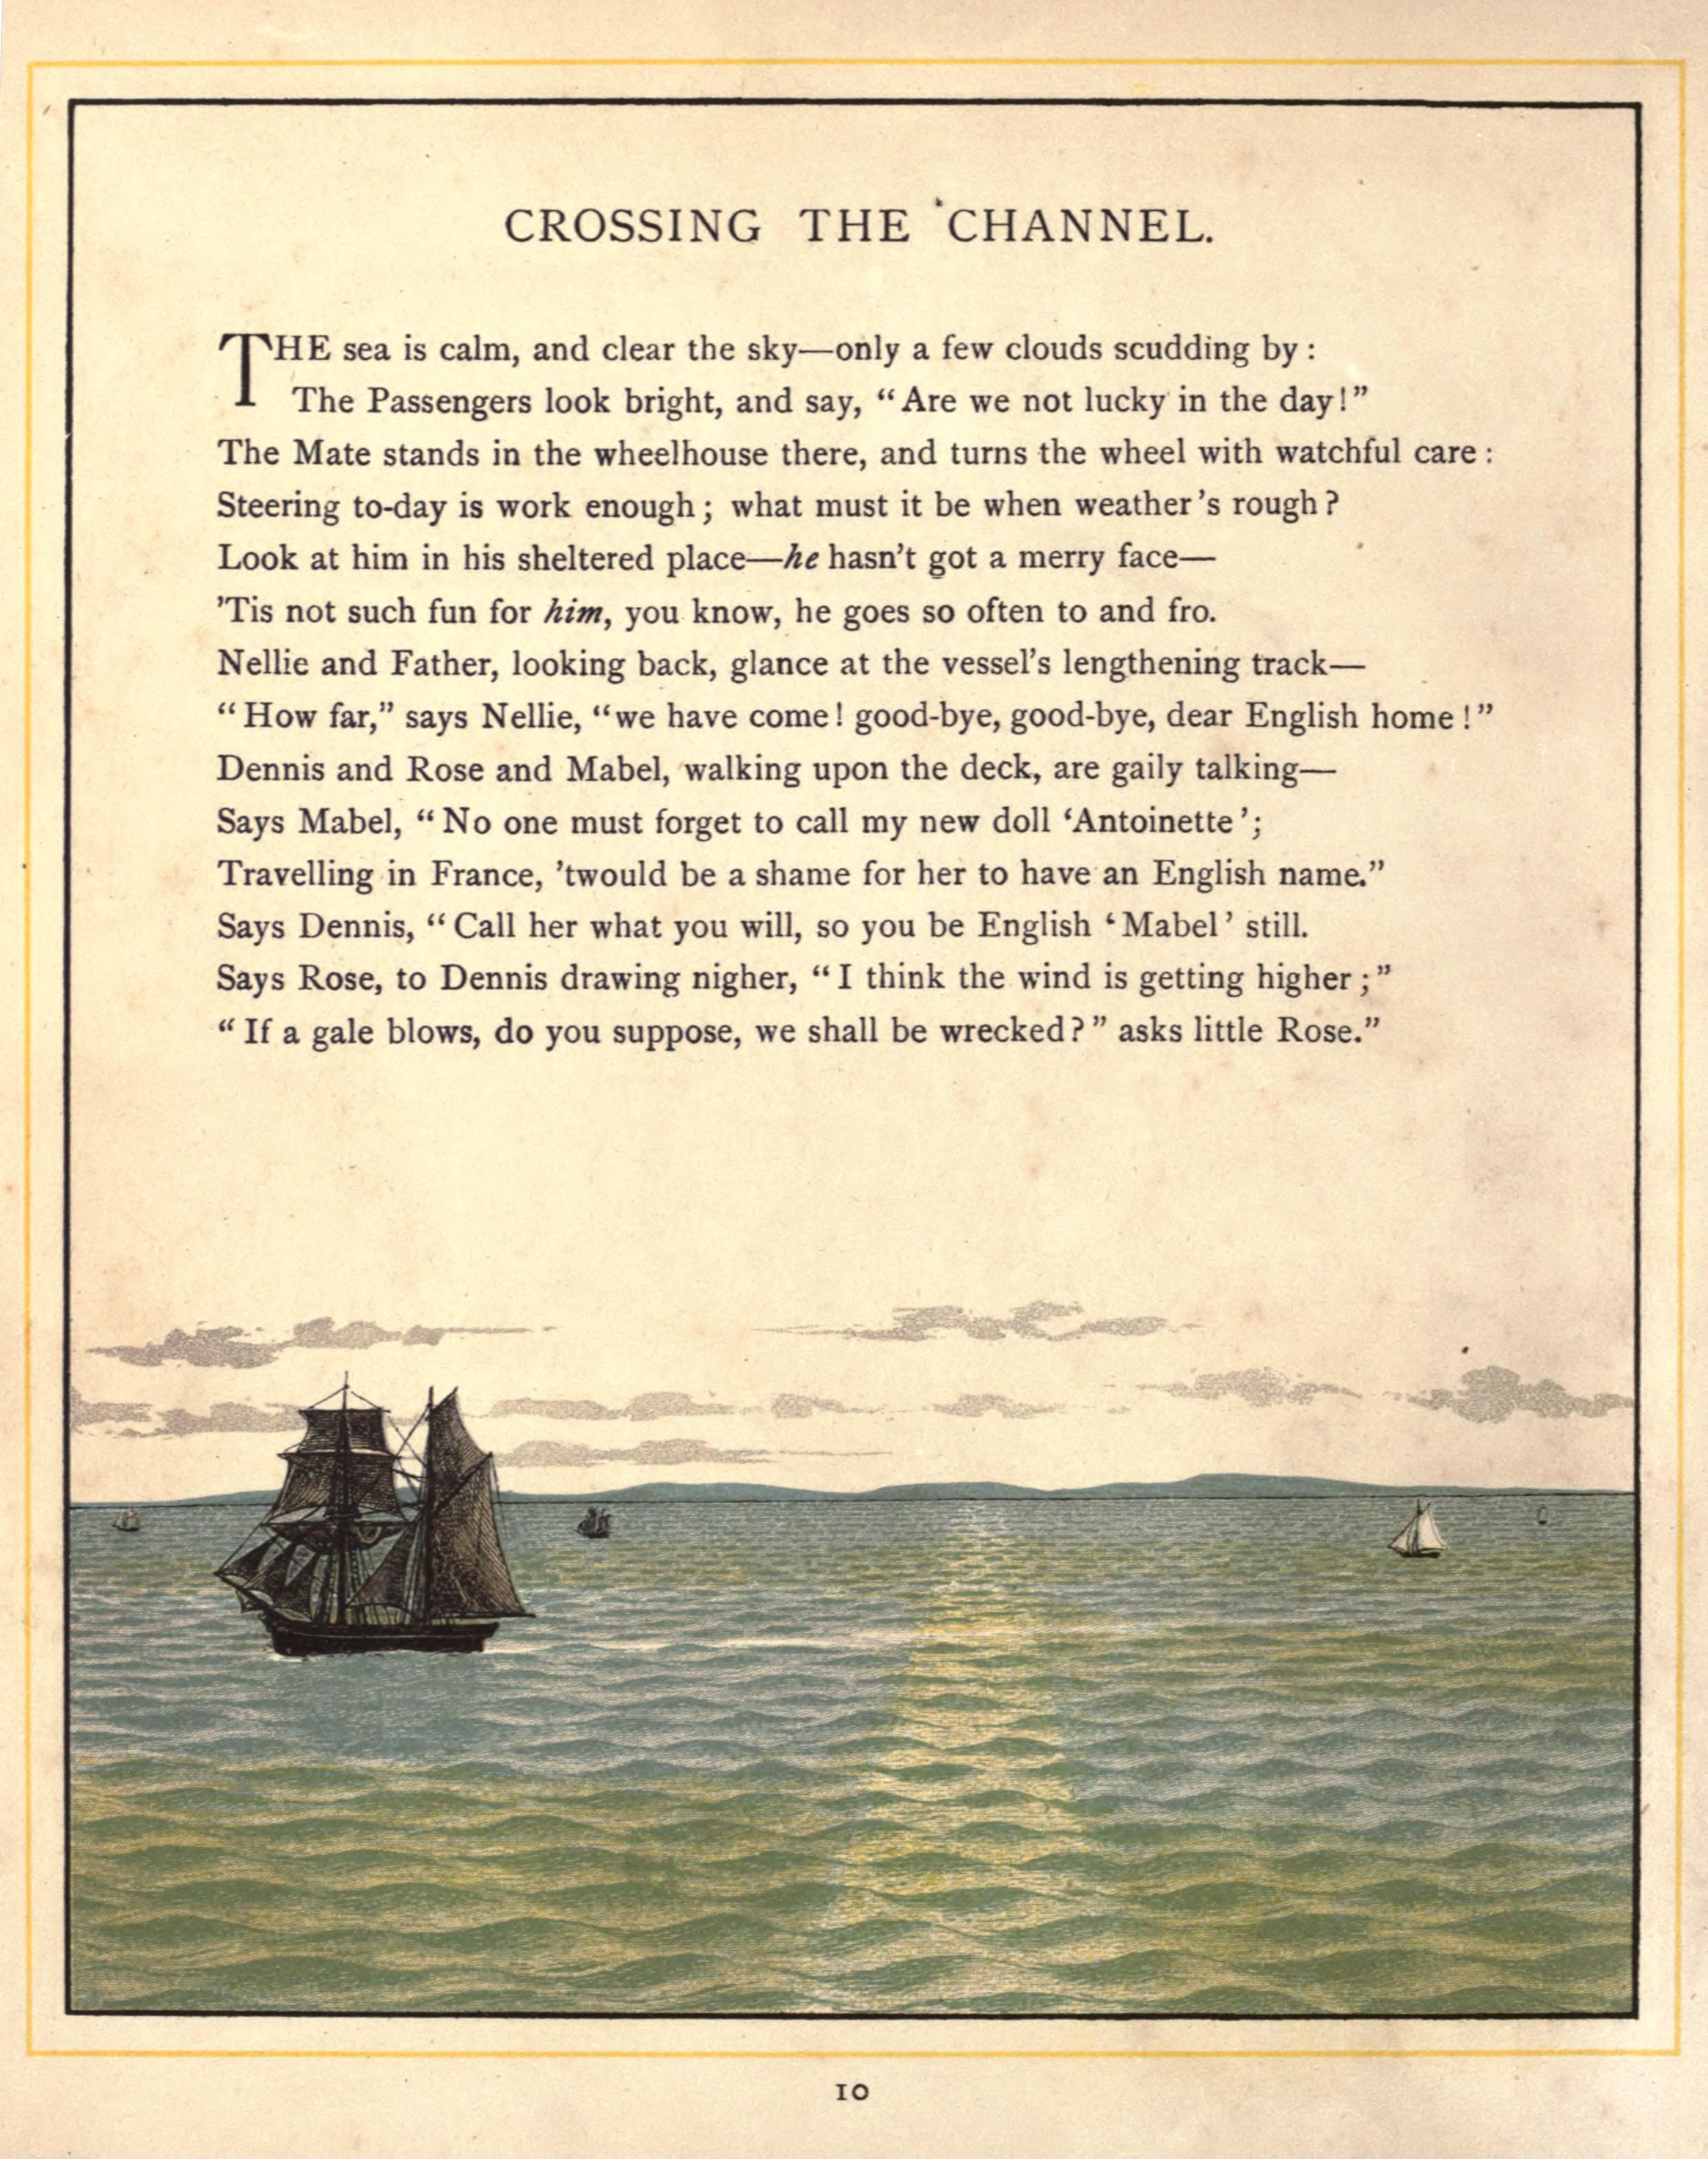 CROSSING THE CHANNEL.
THE sea is calm, and clear the sky—only a few clouds scudding by:
The Passengers look bright, and say, “Are we not lucky in the day!”
The Mate stands in the wheelhouse there, and turns the wheel with watchful care:
Steering to-day is work enough; what must it be when weather's rough?
Look at him in his sheltered place—he hasn't got a merry face—
'Tis not such fun for him, you know, he goes so often to and fro.
Nellie and Father, looking back, glance at the vessel's lengthening track—
“How far,” says Nellie, “we have come! good-bye, good-bye, dear English home!”
Dennis and Rose and Mabel, walking upon the deck, are gaily talking—
Says Mabel, “No one must forget to call my new doll ‘Antoinette’;
Travelling in France, 'twould be a shame for her to have an English name.”
Says Dennis, “Call her what you will, so you be English ‘Mabel’ still.
Says Rose, to Dennis drawing nigher, “I think the wind is getting higher;”
“If a gale blows, do you suppose, we shall be wrecked?” asks little Rose.”
10